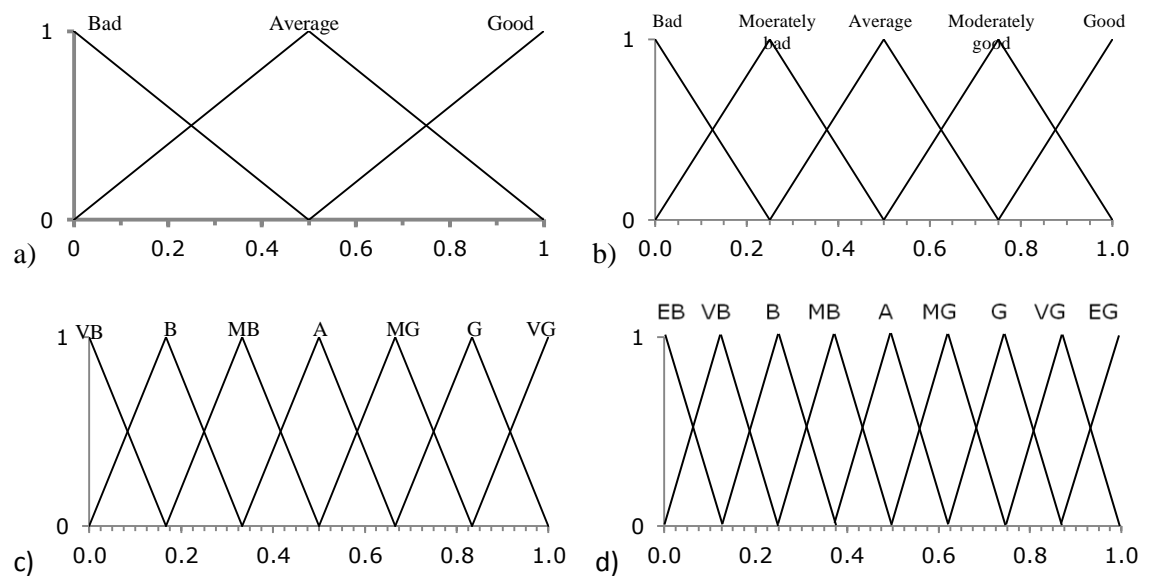 Bad Average Good
1
0
0 0.2 0.4 0.6 0.8 1
a)
Bad Moerately bad Average Moderately good Good
1
0
0.0 0.2 0.4 0.6 0.8 1.0
b)
VB B MB A MG G VG
1
0
0.0 0.2 0.4 0.6 0.8 1.0
c)
EB VB B MB A MG G VG EG
1
0
0.0 0.2 0.4 0.6 0.8 1.0
d)